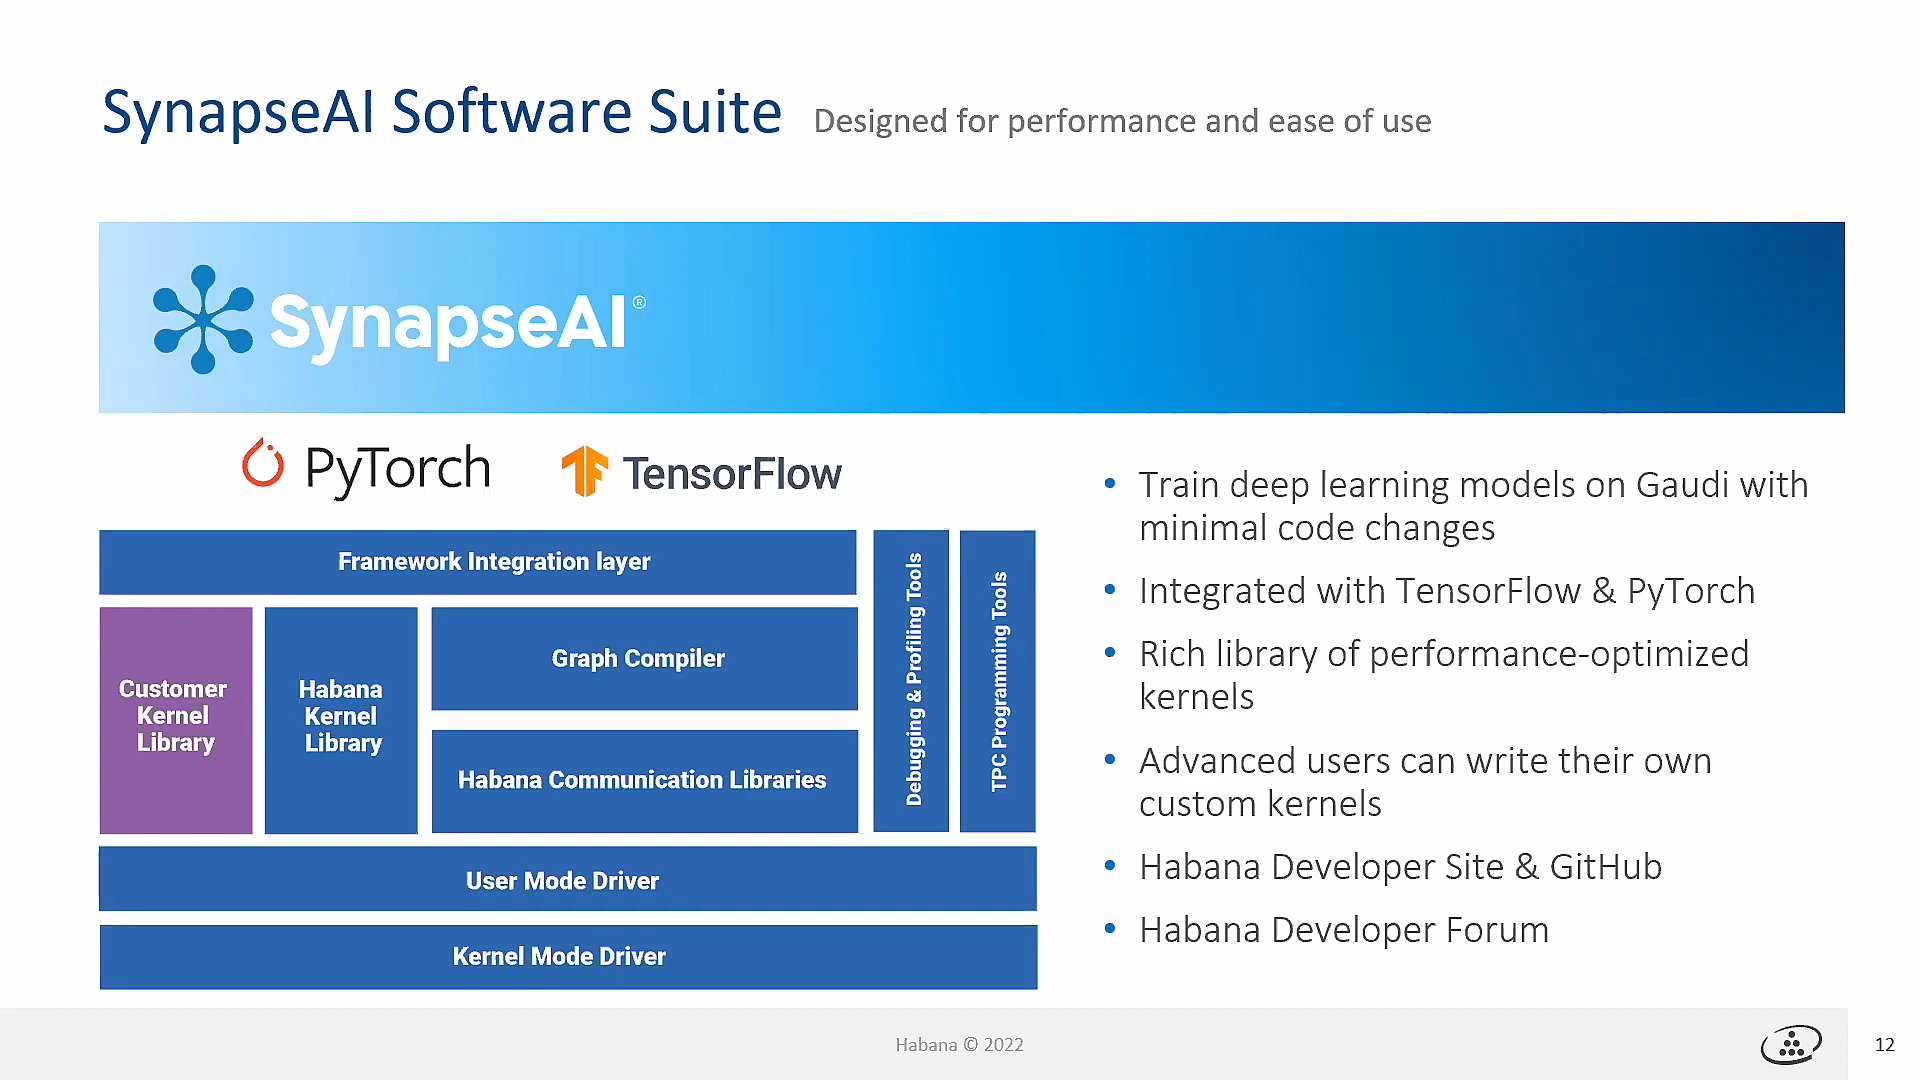 SynapseAI Software Suite Designed for performance and ease of use
SynapseAI®
PyTorch
TensorFlow
Framework Integration layer
Customer
Kernel
Library
Habana
Kernel
Library
Graph Compiler
Habana Communication Libraries
Debugging & Profiling Tools
TPC Programming Tools
User Mode Driver
Kernel Mode Driver
• Train deep learning models on Gaudi with
minimal code changes
• Integrated with TensorFlow & PyTorch
• Rich library of performance-optimized
kernels
• Advanced users can write their own
custom kernels
• Habana Developer Site & GitHub
• Habana Developer Forum
Habana © 2022
12